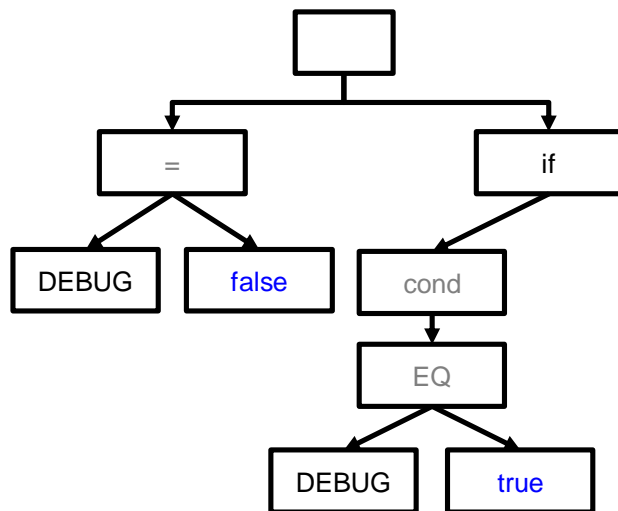 =
if
DEBUG
false
cond
EQ
DEBUG
true